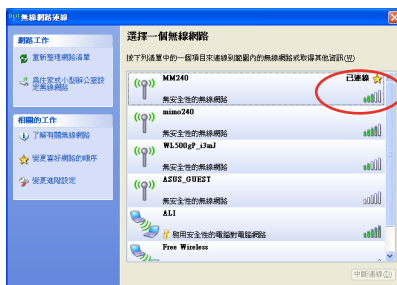 無線網路連線
網路工作
重新整理網路清單
為住家或小型辦公室設
定無線網路
相關的工作
了解有關無線網路
變更喜好網路的順序
變更進階設定
選擇一個無線網路
按下列清單中的一個項目來連線到範圍內的無線網路或取得其他資訊(W)
MM240 已連線
無安全性的無線網路
mimo240
無安全性的無線網路
WL500gP_i3mJ
無安全性的無線網路
ASUS_GUEST
無安全性的無線網路
ALI
啟用安全性的電腦對電腦網路
Free Wireless
中斷連線(D)